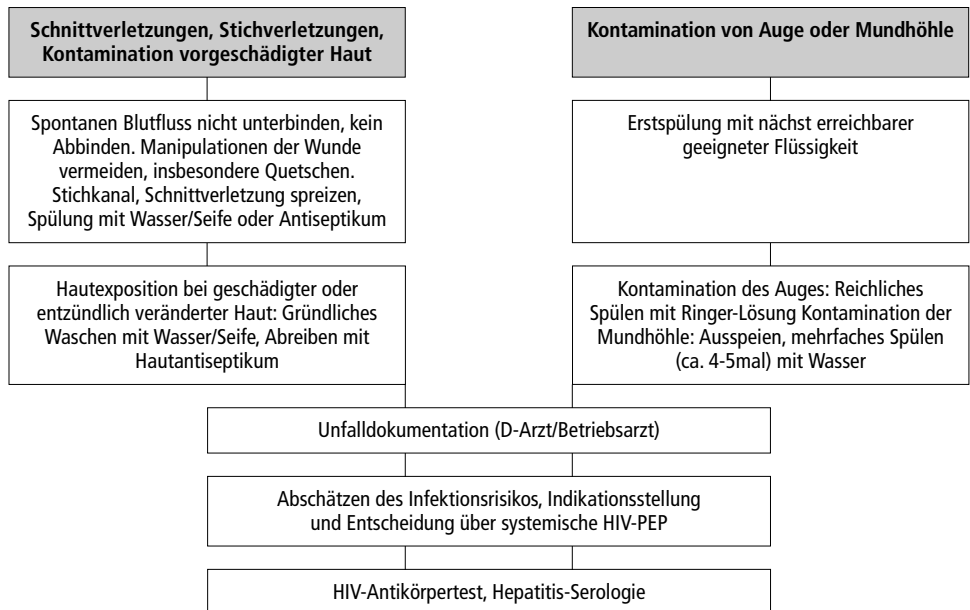 Schnittverletzungen, Stichverletzungen,
Kontamination vorgeschädigter Haut
Spontanen Blutfluss nicht unterbinden, kein
Abbinden. Manipulationen der Wunde
vermeiden, insbesondere Quetschen.
Stichkanal, Schnittverletzung spreizen,
Spülung mit Wasser/Seife oder Antiseptikum
Hautexposition bei geschädigter oder
entzündlich veränderter Haut: Gründliches
Waschen mit Wasser/Seife, Abreiben mit
Hautantiseptikum
Kontamination von Auge oder Mundhöhle
Erstspülung mit nächst erreichbarer
geeigneter Flüssigkeit
Kontamination des Auges: Reichliches
Spülen mit Ringer-Lösung Kontamination der
Mundhöhle: Ausspeien, mehrfaches Spülen
(ca. 4-5mal) mit Wasser
Unfalldokumentation (D-Arzt/Betriebsarzt)
Abschätzen des Infektionsrisikos, Indikationsstellung
und Entscheidung über systemische HIV-PEP
HIV-Antikörpertest, Hepatitis-Serologie